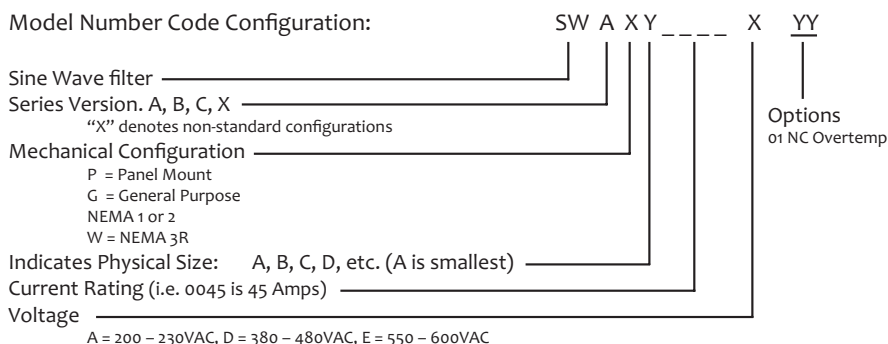 Model Number Code Configuration: SW A X Y _ _ _ _ X YY
Sine Wave filter
Series Version. A, B, C, X
"X" denotes non-standard configurations
Mechanical Configuration
P = Panel Mount
G = General Purpose
NEMA 1 or 2
W = NEMA 3R
Indicates Physical Size: A, B, C, D, etc. (A is smallest)
Current Rating (i.e. 0045 is 45 Amps)
Voltage
A = 200 – 230VAC, D = 380 – 480VAC, E = 550 – 600VAC
Options
01 NC Overtemp